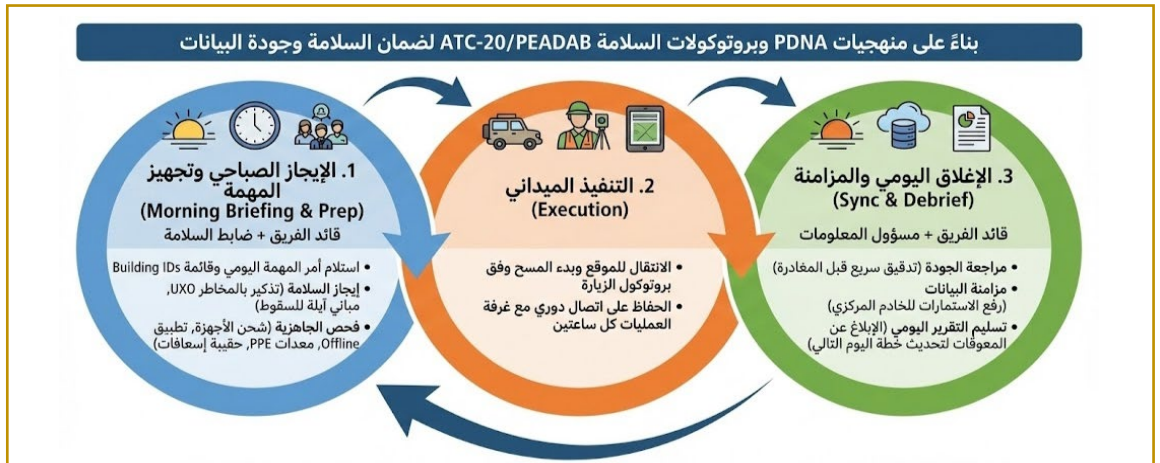 بناءً على منهجيات PDNA وبروتوكولات السلامة ATC-20/PEADAB لضمان السلامة وجودة البيانات
1. الإيجاز الصباحي وتجهيز
المهمة
(Morning Briefing & Prep)
قائد الفريق + ضابط السلامة
• استلام أمر المهمة اليومي وقائمة Building IDs
• إيجاز السلامة (تذكير بالمخاطر UXO,
مباني آيلة للسقوط)
• فحص الجاهزية (شحن الأجهزة, تطبيق
Offline, معدات PPE, حقيبة إسعافات)
2. التنفيذ الميداني
(Execution)
• الانتقال للموقع وبدء المسح وفق
بروتوكول الزيارة
• الحفاظ على اتصال دوري مع غرفة
العمليات كل ساعتين
3. الإغلاق اليومي والمزامنة
(Sync & Debrief)
قائد الفريق + مسؤول المعلومات
• مراجعة الجودة (تدقيق سريع قبل المغادرة)
• مزامنة البيانات
(رفع الاستمارات للخادم المركزي)
• تسليم التقرير اليومي (الإبلاغ عن
المعوقات لتحديث خطة اليوم التالي)